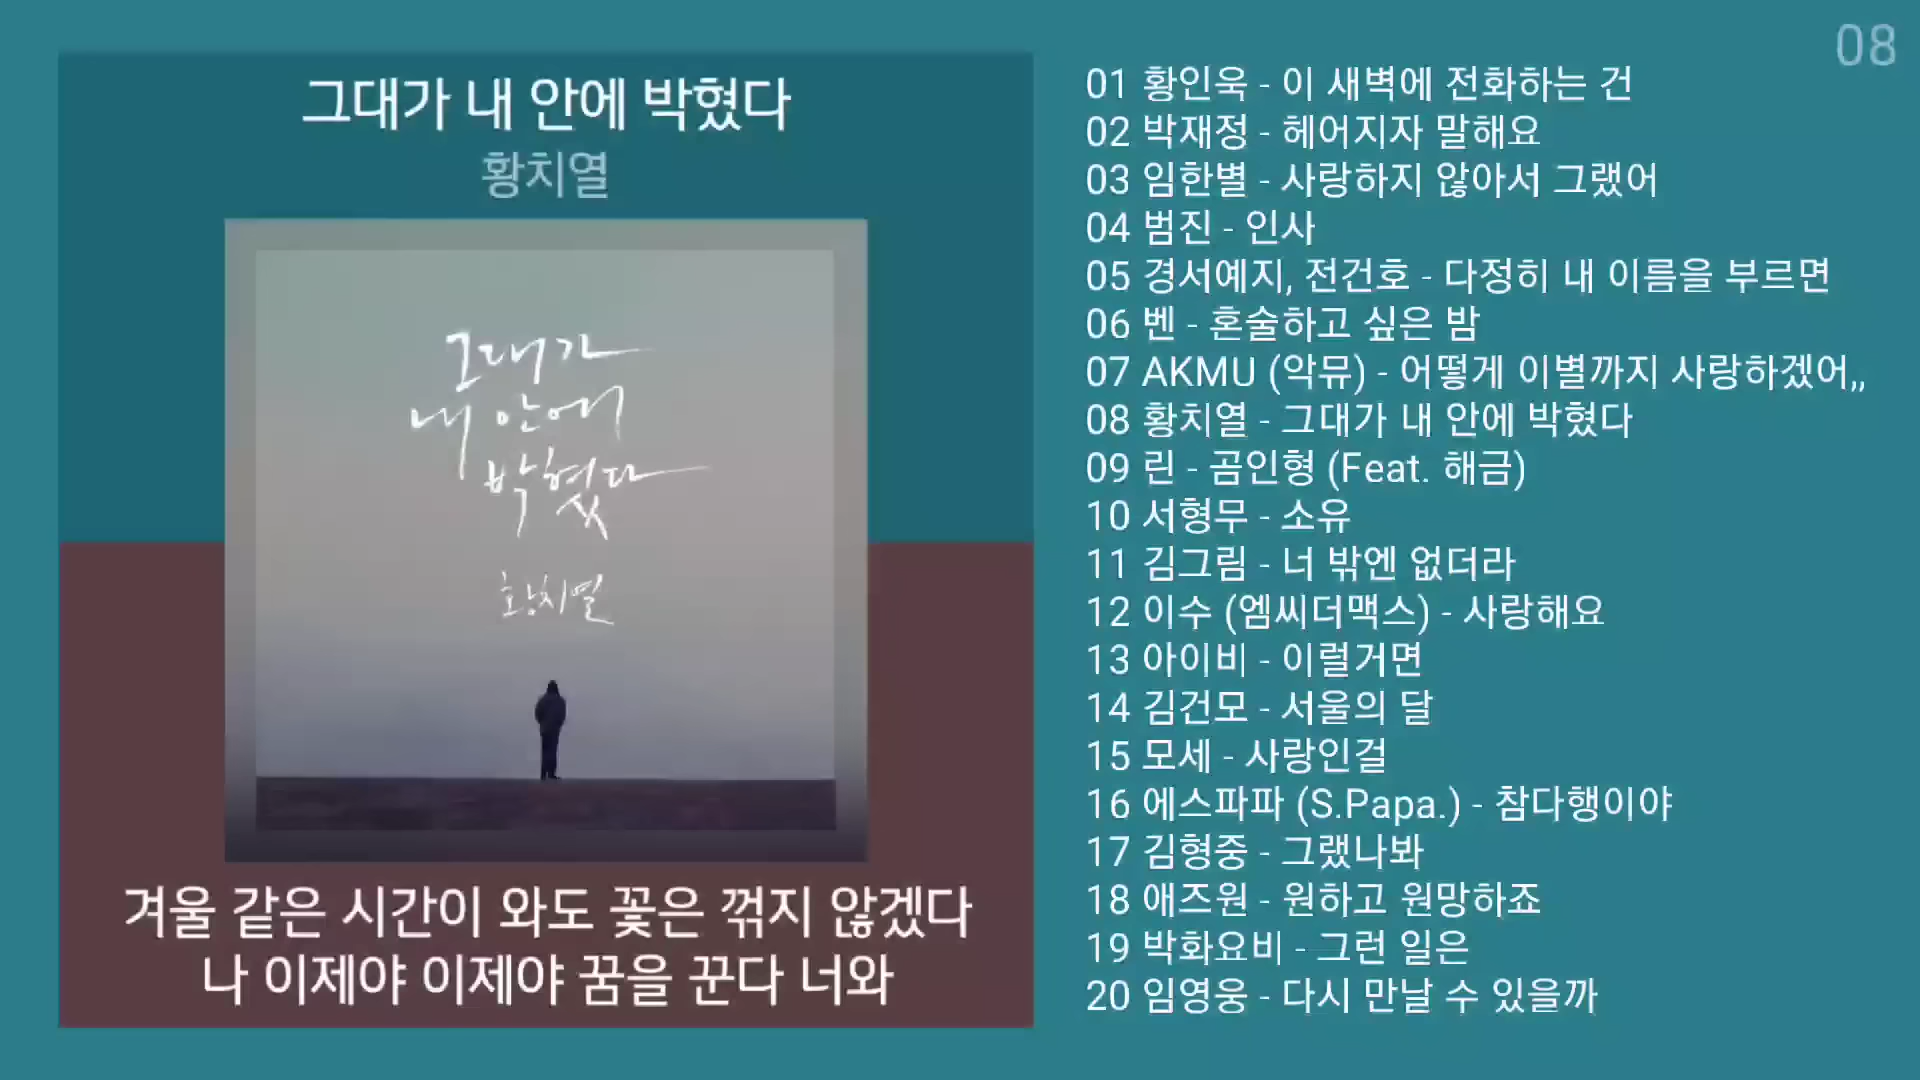 08
그대가 내 안에 박혔다
황치열
그대가
내 안에
박혔다
황치열
겨울 같은 시간이 와도 꽃은 꺾지 않겠다
나 이제야 이제야 꿈을 꾼다 너와
01 황인욱 - 이 새벽에 전화하는 건
02 박재정 - 헤어지자 말해요
03 임한별 - 사랑하지 않아서 그랬어
04 범진 - 인사
05 경서예지, 전건호 - 다정히 내 이름을 부르면
06 벤 - 혼술하고 싶은 밤
07 AKMU (악뮤) - 어떻게 이별까지 사랑하겠어,,
08 황치열 - 그대가 내 안에 박혔다
09 린 - 곰인형 (Feat. 해금)
10 서형무 - 소유
11 김그림 - 너 밖엔 없더라
12 이수 (엠씨더맥스) - 사랑해요
13 아이비 - 이럴거면
14 김건모 - 서울의 달
15 모세 - 사랑인걸
16 에스파파 (S.Papa.) - 참다행이야
17 김형중 - 그랬나봐
18 애즈원 - 원하고 원망하죠
19 박화요비 - 그런 일은
20 임영웅 - 다시 만날 수 있을까